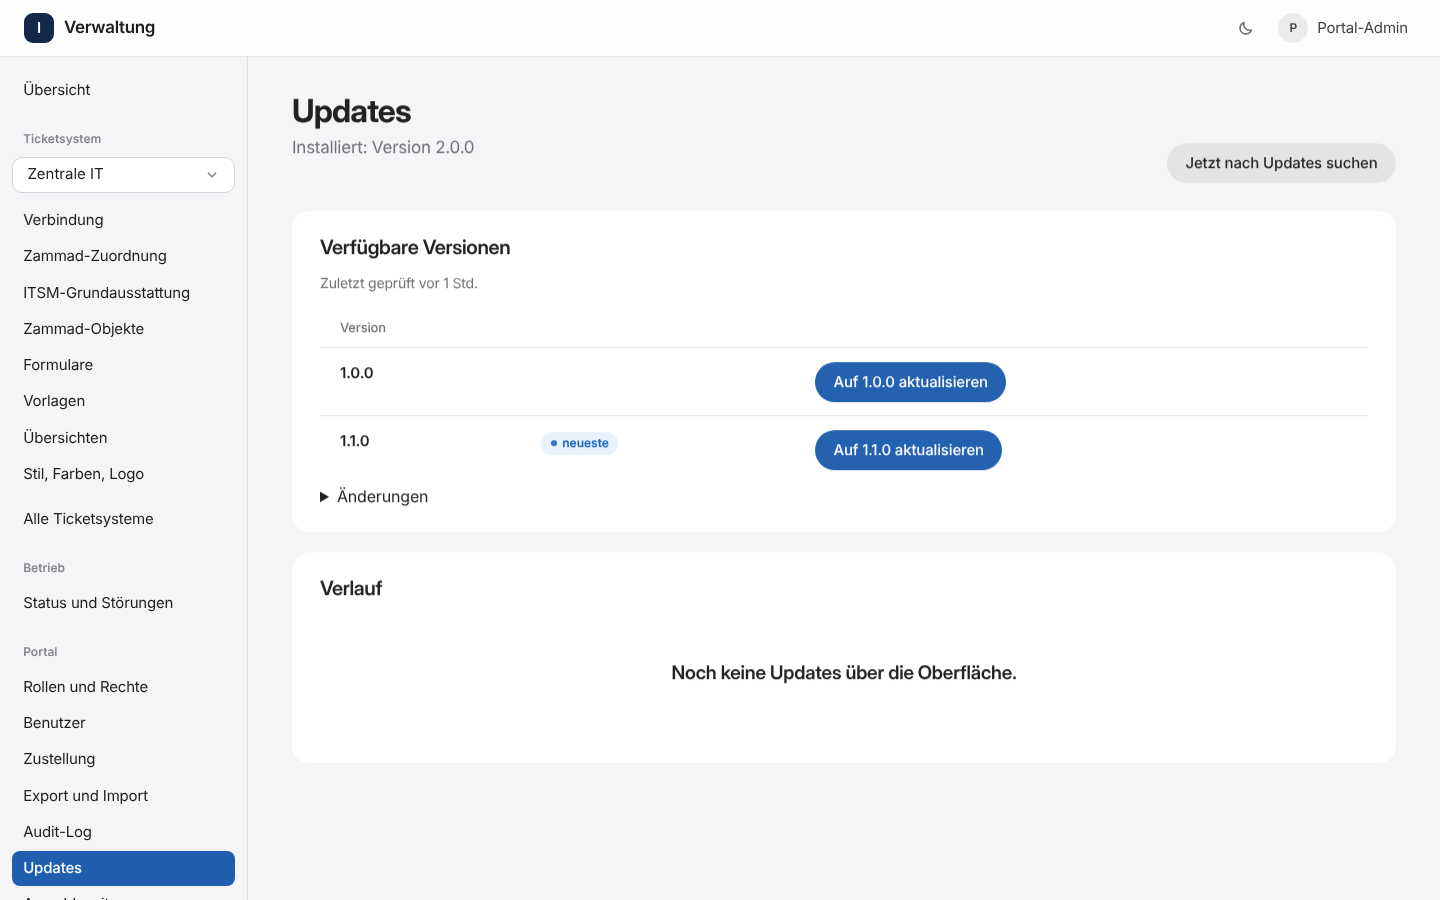 I Verwaltung
P Portal-Admin
Übersicht
Ticketsystem
Zentrale IT
Verbindung
Zammad-Zuordnung
ITSM-Grundausstattung
Zammad-Objekte
Formulare
Vorlagen
Übersichten
Stil, Farben, Logo
Alle Ticketsysteme
Betrieb
Status und Störungen
Portal
Rollen und Rechte
Benutzer
Zustellung
Export und Import
Audit-Log
Updates
Updates
Installiert: Version 2.0.0
Jetzt nach Updates suchen
Verfügbare Versionen
Zuletzt geprüft vor 1 Std.
Version
1.0.0 Auf 1.0.0 aktualisieren
1.1.0 neueste Auf 1.1.0 aktualisieren
Änderungen
Verlauf
Noch keine Updates über die Oberfläche.